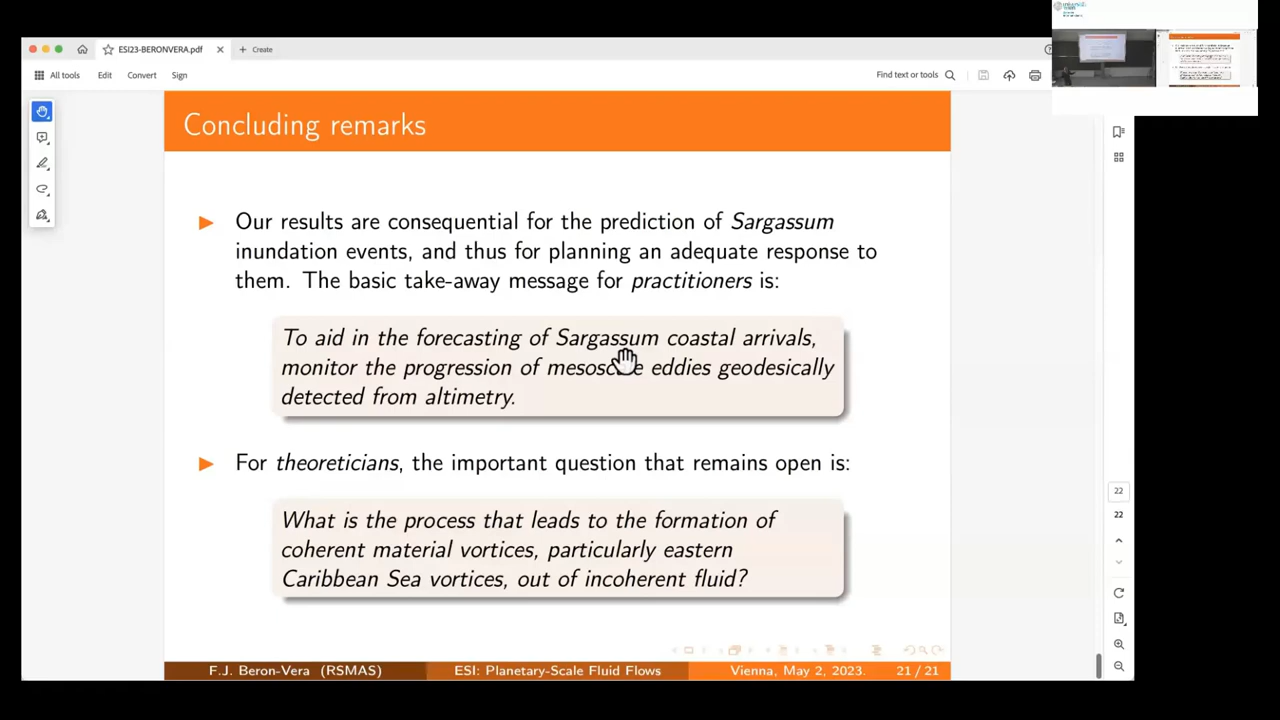 ESI23-BERONVERA.pdf
Create
All tools
Edit
Convert
Sign
Find text or tools
Concluding remarks
Our results are consequential for the prediction of Sargassum
inundation events, and thus for planning an adequate response to
them. The basic take-away message for practitioners is:
To aid in the forecasting of Sargassum coastal arrivals,
monitor the progression of mesoscale eddies geodesically
detected from altimetry.
For theoreticians, the important question that remains open is:
What is the process that leads to the formation of
coherent material vortices, particularly eastern
Caribbean Sea vortices, out of incoherent fluid?
22
22
F.J. Beron-Vera (RSMAS)
ESI: Planetary-Scale Fluid Flows
Vienna, May 2, 2023.
21 / 21